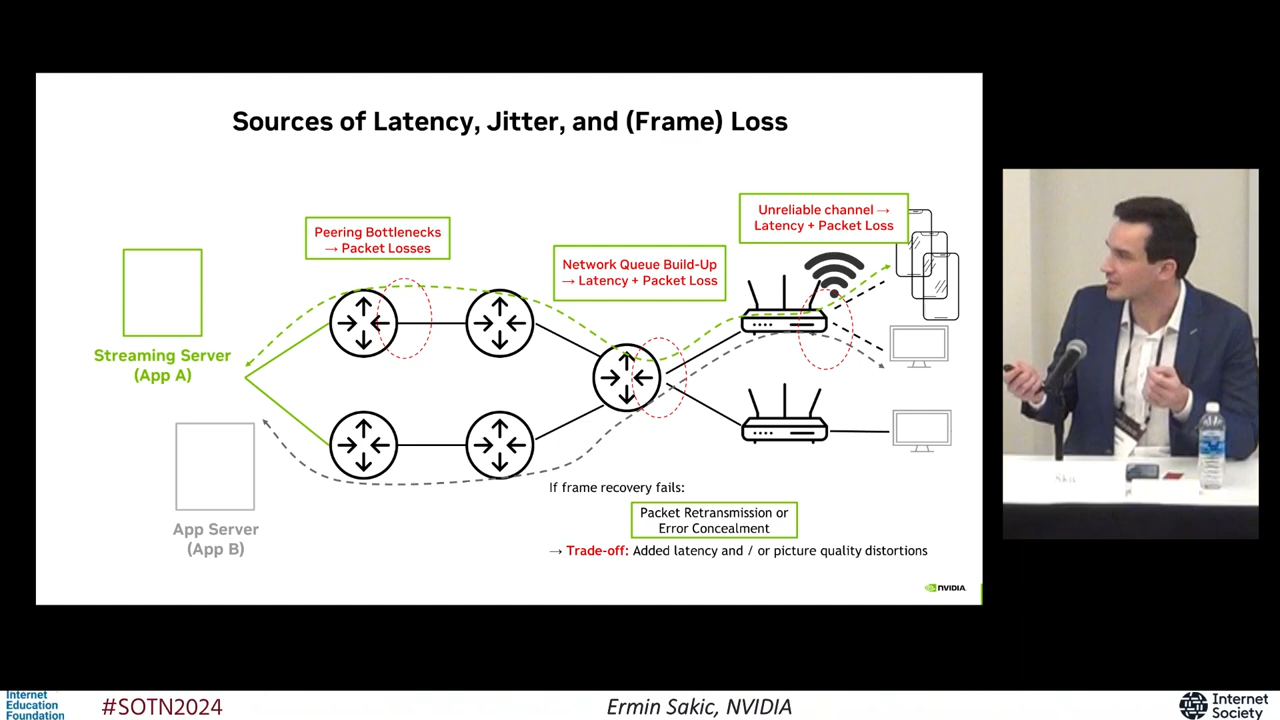 Sources of Latency, Jitter, and (Frame) Loss
Peering Bottlenecks
→ Packet Losses
Network Queue Build-Up
→ Latency + Packet Loss
Unreliable channel →
Latency + Packet Loss
Streaming Server
(App A)
App Server
(App B)
If frame recovery fails:
Packet Retransmission or
Error Concealment
→ Trade-off: Added latency and / or picture quality distortions
NVIDIA
Internet
Education
Foundation
#SOTN2024
Ermin Sakic, NVIDIA
Internet
Society